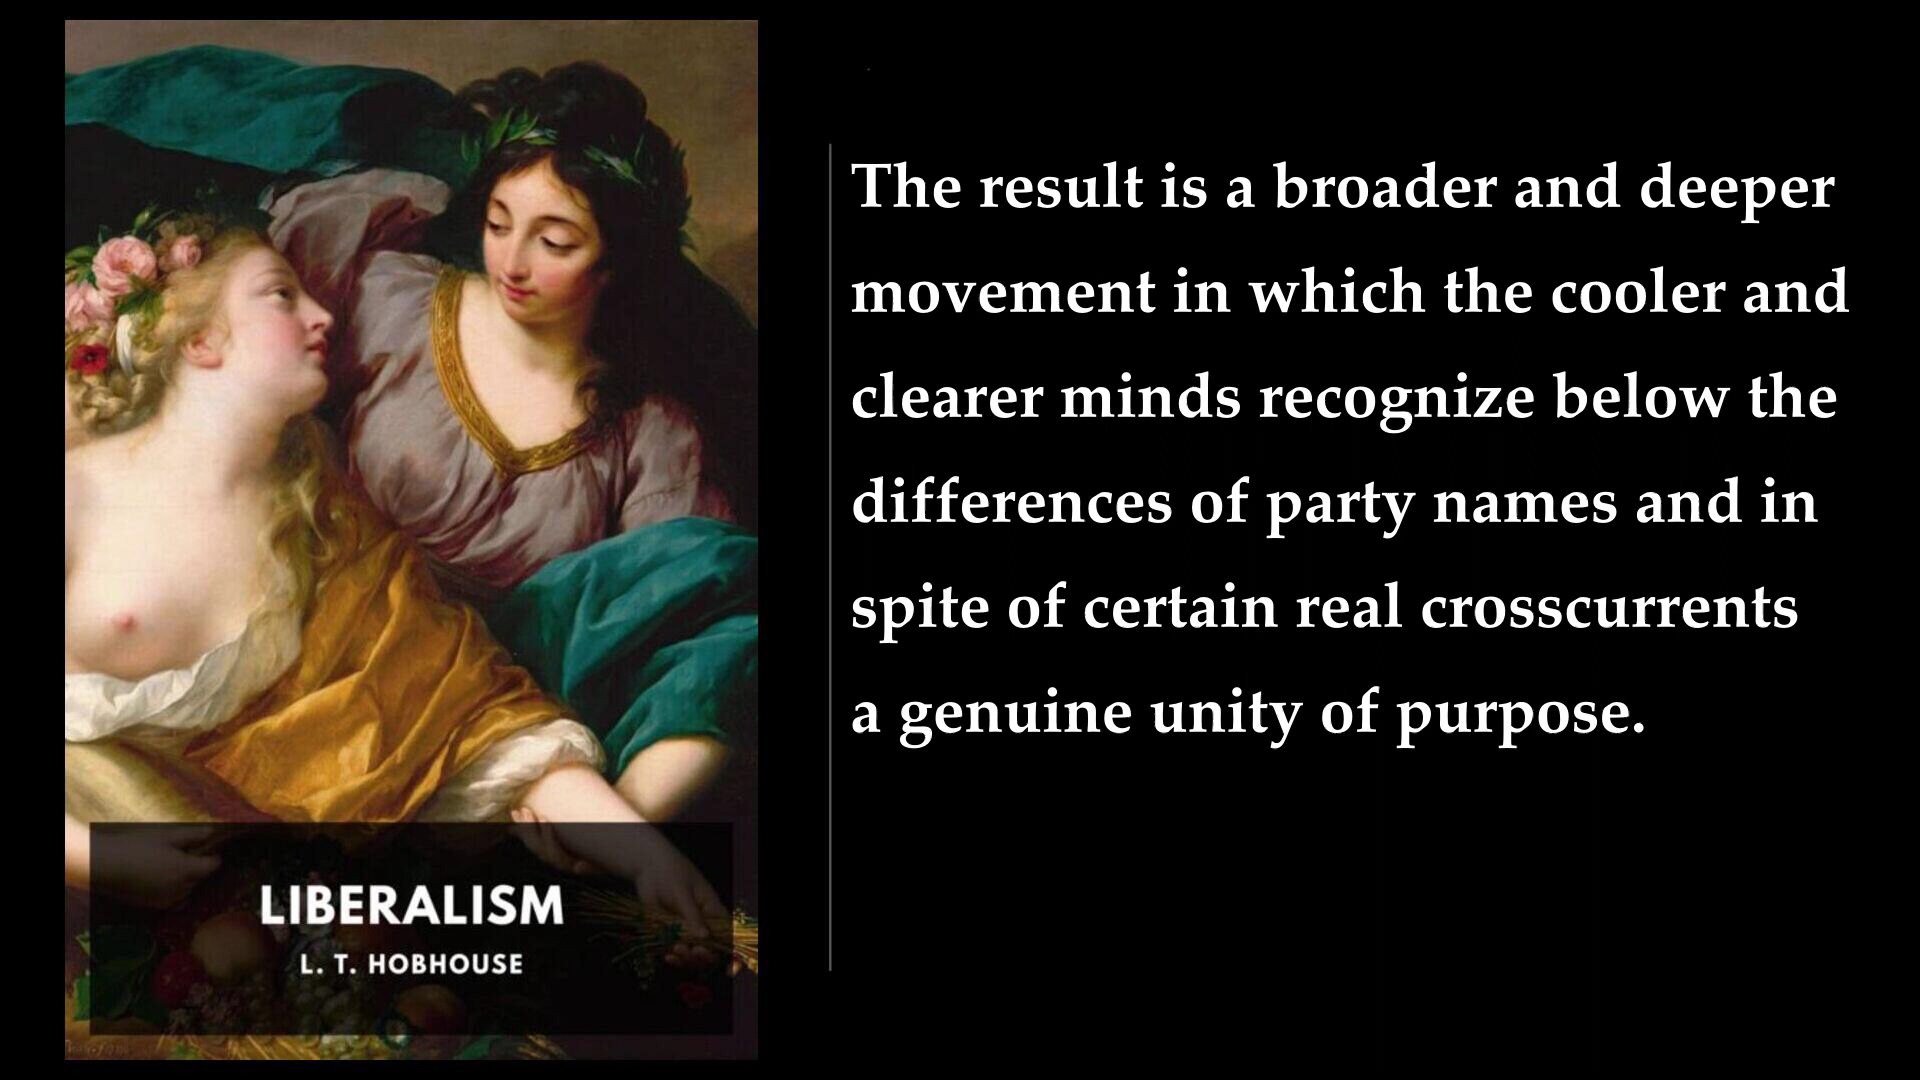 The result is a broader and deeper
movement in which the cooler and
clearer minds recognize below the
differences of party names and in
spite of certain real crosscurrents
a genuine unity of purpose.
LIBERALISM
L. T. HOBHOUSE